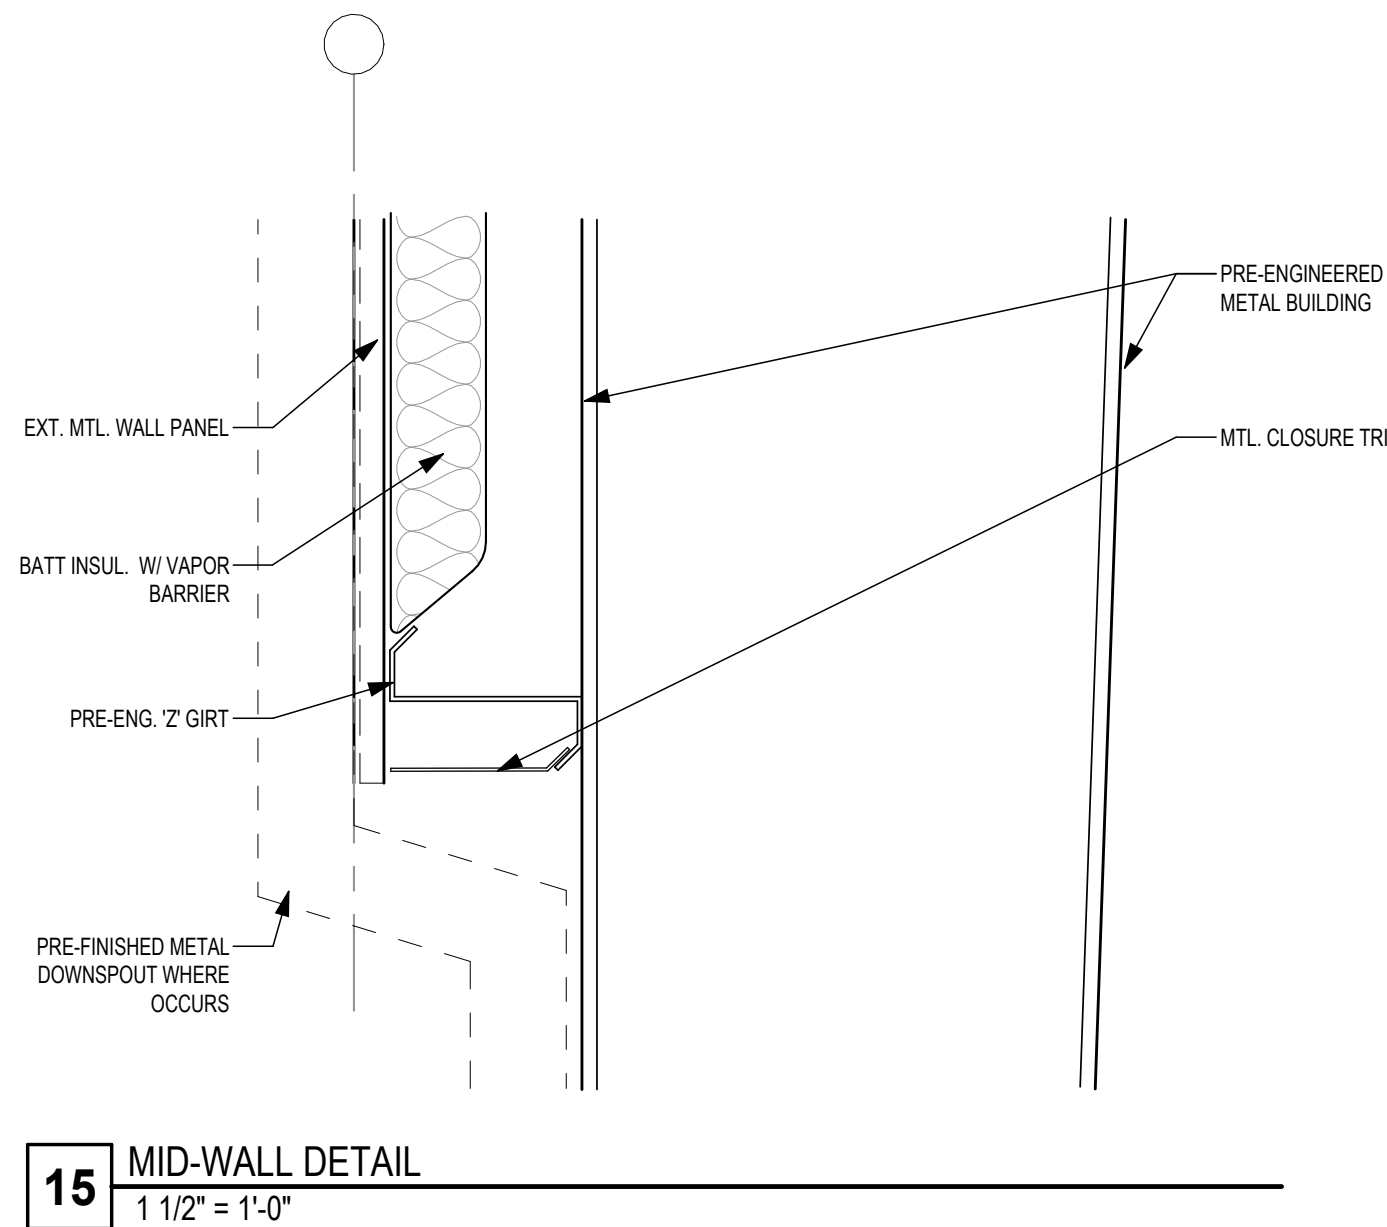 PRE-ENGINEERED
METAL BUILDING
EXT. MTL. WALL PANEL
MTL. CLOSURE TRI
BATT INSUL.  W/ VAPOR
BARRIER
PRE-ENG. 'Z' GIRT
PRE-FINISHED METAL
DOWNSPOUT WHERE
OCCURS
15
MID-WALL DETAIL
1 1/2" = 1'-0"